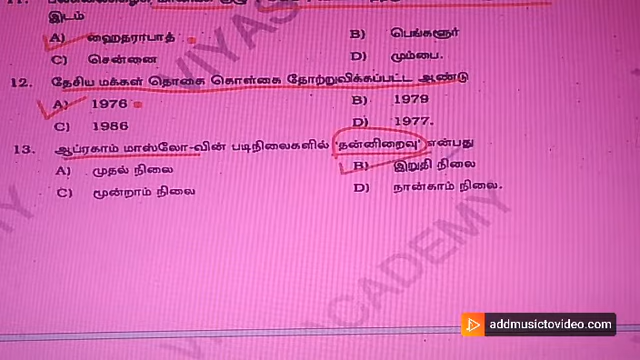 இடம்
A) ஹைதராபாத் B) பெங்களூர்
C) சென்னை D) மும்பை.
12. தேசிய மக்கள் தொகை கொள்கை தோற்றுவிக்கப்பட்ட ஆண்டு
A) 1976 B) 1979
C) 1986 D) 1977.
13. ஆப்ரகாம் மாஸ்லோ-வின் படிநிலைகளில் 'தன்னிறைவு' என்பது
A) முதல் நிலை B) இறுதி நிலை
C) மூன்றாம் நிலை D) நான்காம் நிலை.
VIYAS
ACADEMY
addmusictovideo.com